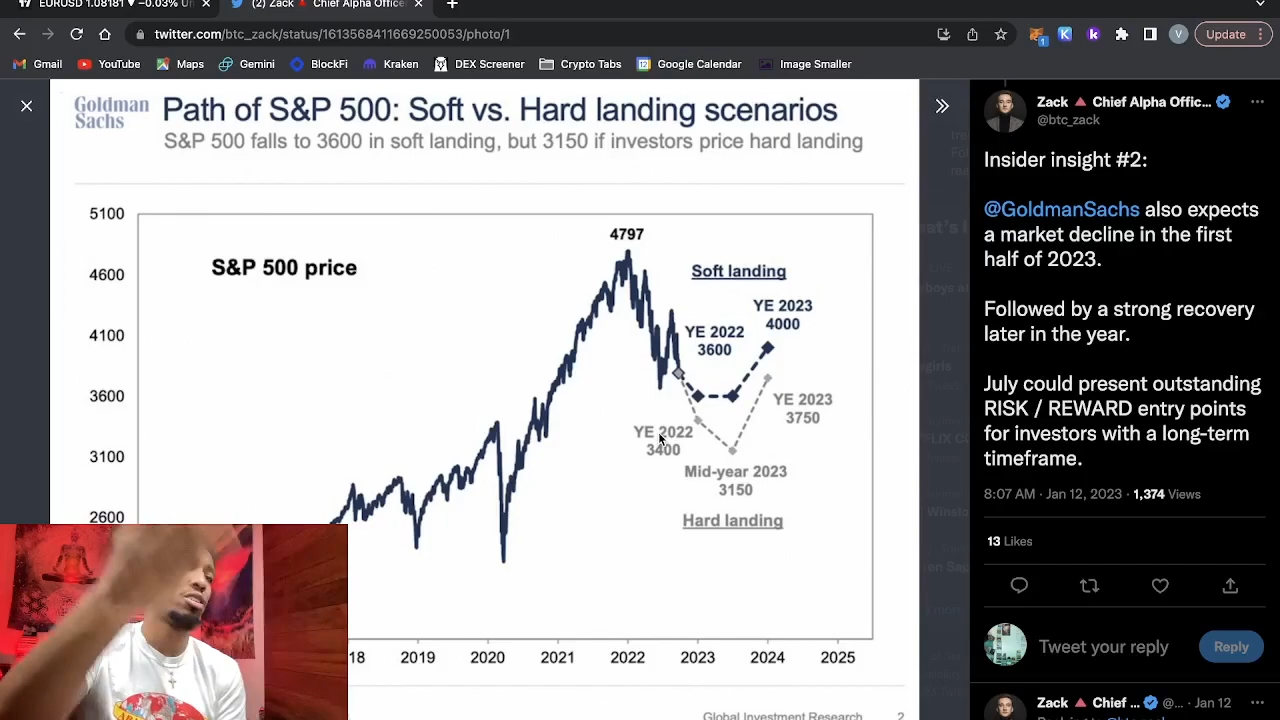 EURUSD 1.08181 ▼ −0.03% Un
(2) Zack 🔺 Chief Alpha Office
twitter.com/btc_zack/status/1613568411669250053/photo/1
Update
Gmail
YouTube
Maps
Gemini
BlockFi
Kraken
DEX Screener
Crypto Tabs
Google Calendar
Image Smaller
Goldman
Sachs
Path of S&P 500: Soft vs. Hard landing scenarios
S&P 500 falls to 3600 in soft landing, but 3150 if investors price hard landing
5100
4600
4100
3600
3100
2600
S&P 500 price
4797
Soft landing
YE 2023
4000
YE 2022
3600
YE 2023
3750
YE 2022
3400
Mid-year 2023
3150
Hard landing
18
2019
2020
2021
2022
2023
2024
2025
Global Investment Research
2
Zack 🔺 Chief Alpha Offic...
@btc_zack
Insider insight #2:
@GoldmanSachs also expects
a market decline in the first
half of 2023.
Followed by a strong recovery
later in the year.
July could present outstanding
RISK / REWARD entry points
for investors with a long-term
timeframe.
8:07 AM · Jan 12, 2023 · 1,374 Views
13 Likes
Tweet your reply
Reply
Zack 🔺 Chief ... @... · Jan 12